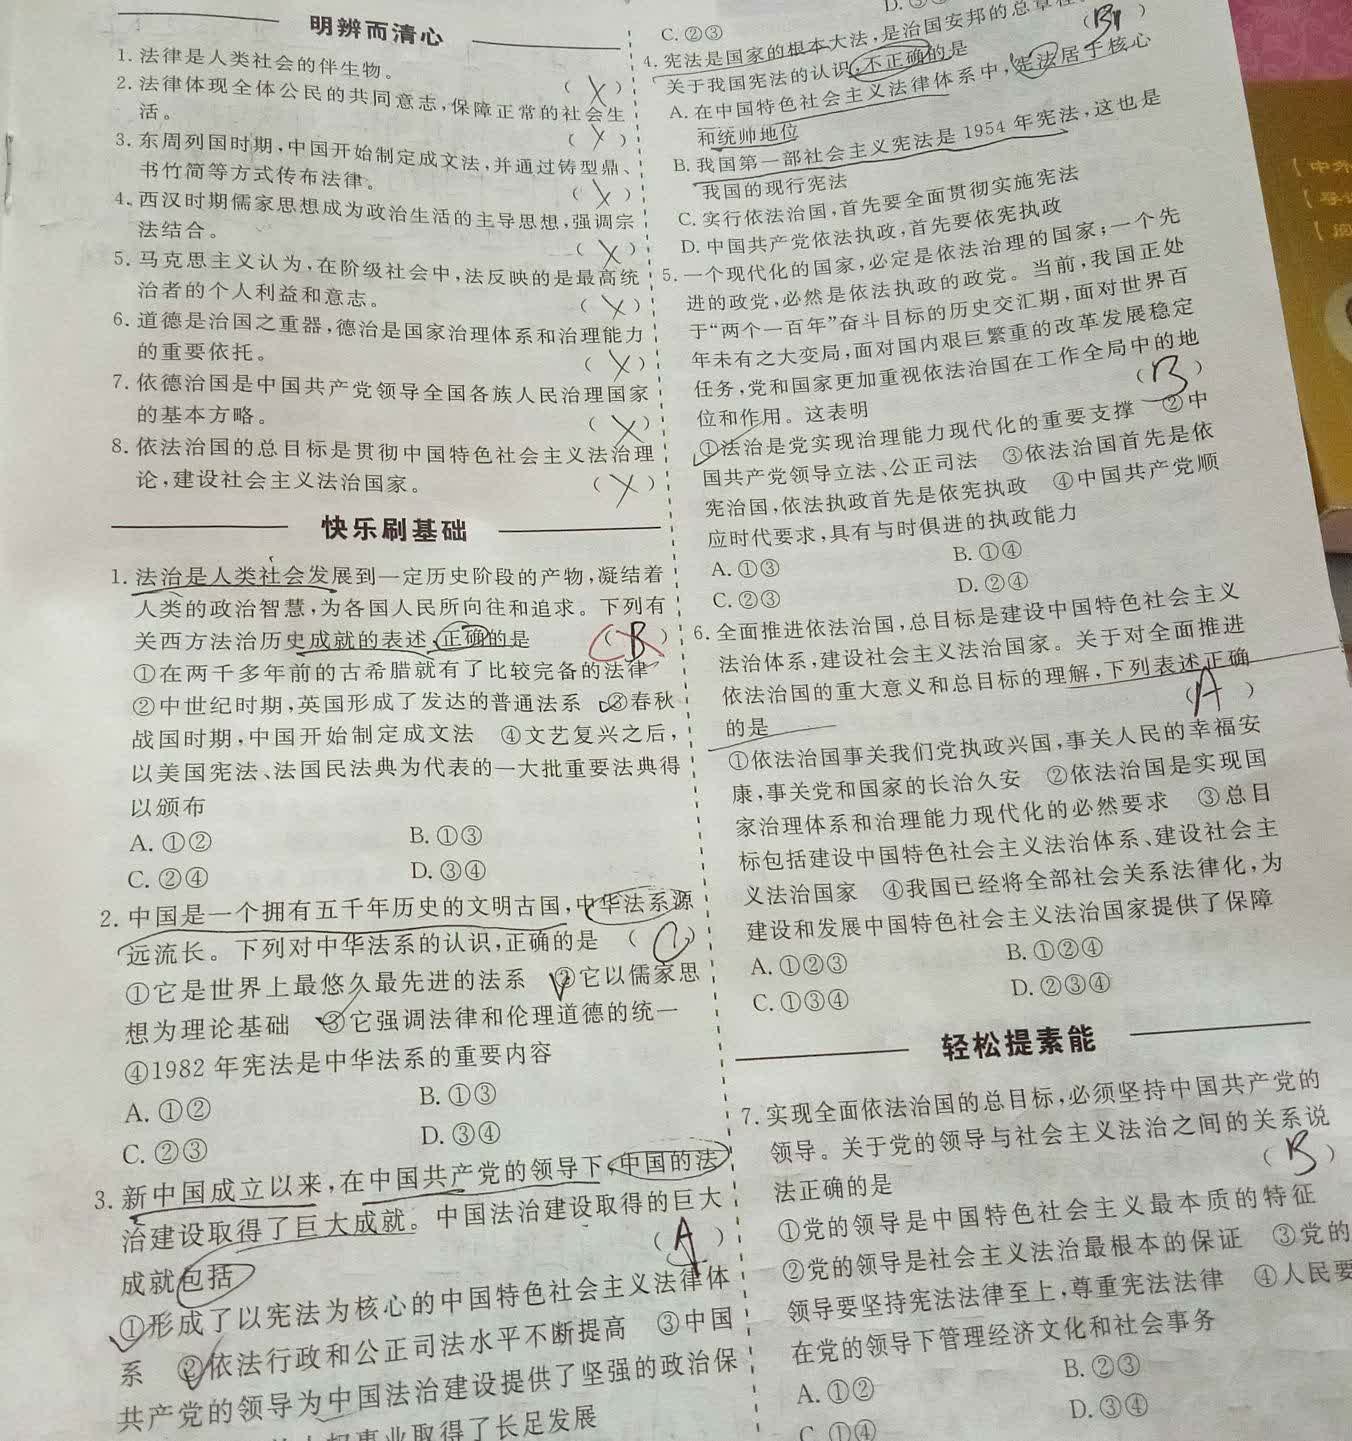 明辨而清心
1. 法律是人类社会的伴生物。
( X )
2. 法律体现全体公民的共同意志,保障正常的社会生
活。
( X )
3. 东周列国时期,中国开始制定成文法,并通过铸型鼎、
书竹简等方式传布法律。
( X )
4. 西汉时期儒家思想成为政治生活的主导思想,强调宗
法结合。
( X )
5. 马克思主义认为,在阶级社会中,法反映的是最高统
治者的个人利益和意志。
( X )
6. 道德是治国之重器,德治是国家治理体系和治理能力
的重要依托。
( X )
7. 依德治国是中国共产党领导全国各族人民治理国家
的基本方略。
( X )
8. 依法治国的总目标是贯彻中国特色社会主义法治理
论,建设社会主义法治国家。
( X )
快乐刷基础
1. 法治是人类社会发展到一定历史阶段的产物,凝结着
人类的政治智慧,为各国人民所向往和追求。下列有
关西方法治历史成就的表述,正确的是 ( B )
①在两千多年前的古希腊就有了比较完备的法律
②中世纪时期,英国形成了发达的普通法系 ③春秋
战国时期,中国开始制定成文法 ④文艺复兴之后,
以美国宪法、法国民法典为代表的一大批重要法典得
以颁布
A. ①② B. ①③
C. ②④ D. ③④
2. 中国是一个拥有五千年历史的文明古国,中华法系源
远流长。下列对中华法系的认识,正确的是 ( C )
①它是世界上最悠久最先进的法系 ②它以儒家思
想为理论基础 ③它强调法律和伦理道德的统一
④1982年宪法是中华法系的重要内容
A. ①② B. ①③
C. ②③ D. ③④
3. 新中国成立以来,在中国共产党的领导下,中国的法
治建设取得了巨大成就。中国法治建设取得的巨大
成就包括 ( A )
①形成了以宪法为核心的中国特色社会主义法律体
系 ②依法行政和公正司法水平不断提高 ③中国
共产党的领导为中国法治建设提供了坚强的政治保
事业取得了长足发展
C. ②③
4. 宪法是国家的根本大法,是治国安邦的总章程
关于我国宪法的认识,不正确的是 ( B )
A. 在中国特色社会主义法律体系中,宪法居于核心
和统帅地位
B. 我国第一部社会主义宪法是1954年宪法,这也是
我国的现行宪法
C. 实行依法治国,首先要全面贯彻实施宪法
D. 中国共产党依法执政,首先要依宪执政
5. 一个现代化的国家,必定是依法治理的国家;一个先
进的政党,必然是依法执政的政党。当前,我国正处
于“两个一百年”奋斗目标的历史交汇期,面对世界百
年未有之大变局,面对国内艰巨繁重的改革发展稳定
任务,党和国家更加重视依法治国在工作全局中的地
位和作用。这表明 ( B )
①法治是党实现治理能力现代化的重要支撑 ②中
国共产党领导立法、公正司法 ③依法治国首先是依
宪治国,依法执政首先是依宪执政 ④中国共产党顺
应时代要求,具有与时俱进的执政能力
A. ①③ B. ①④
C. ②③ D. ②④
6. 全面推进依法治国,总目标是建设中国特色社会主义
法治体系,建设社会主义法治国家。关于对全面推进
依法治国的重大意义和总目标的理解,下列表述正确
的是 ( A )
①依法治国事关我们党执政兴国,事关人民的幸福安
康,事关党和国家的长治久安 ②依法治国是实现国
家治理体系和治理能力现代化的必然要求 ③总目
标包括建设中国特色社会主义法治体系、建设社会主
义法治国家 ④我国已经将全部社会关系法律化,为
建设和发展中国特色社会主义法治国家提供了保障
A. ①②③ B. ①②④
C. ①③④ D. ②③④
轻松提素能
7. 实现全面依法治国的总目标,必须坚持中国共产党的
领导。关于党的领导与社会主义法治之间的关系说
法正确的是 ( B )
①党的领导是中国特色社会主义最本质的特征
②党的领导是社会主义法治最根本的保证 ③党的
领导要坚持宪法法律至上,尊重宪法法律 ④人民要
在党的领导下管理经济文化和社会事务
A. ①② B. ②③
C. ①④ D. ③④